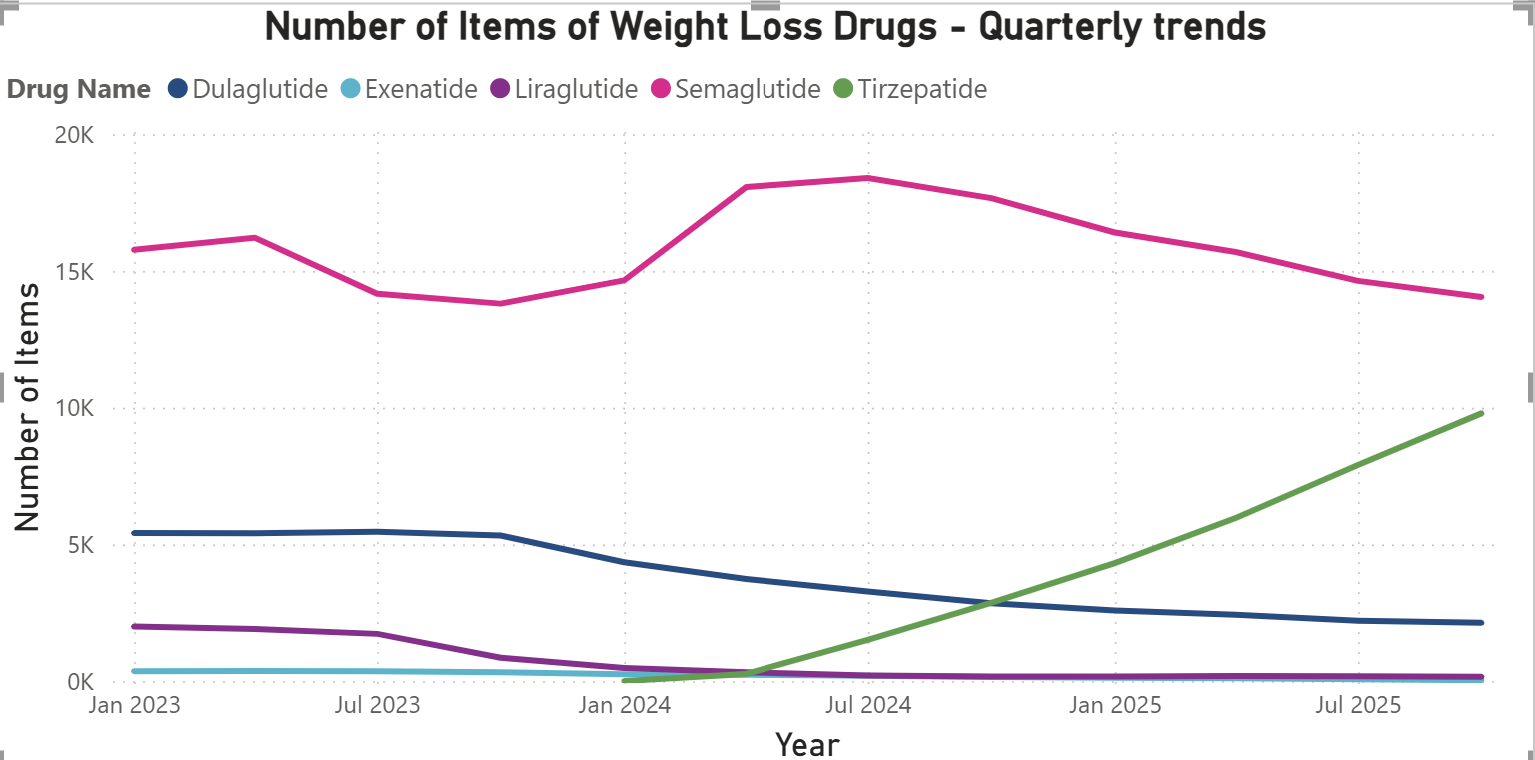 Number of Items of Weight Loss Drugs - Quarterly trends
Drug Name Dulaglutide Exenatide Liraglutide Semaglutide Tirzepatide
20K
15K
10K
5K
0K
Number of Items
Jan 2023 Jul 2023 Jan 2024 Jul 2024 Jan 2025 Jul 2025
Year